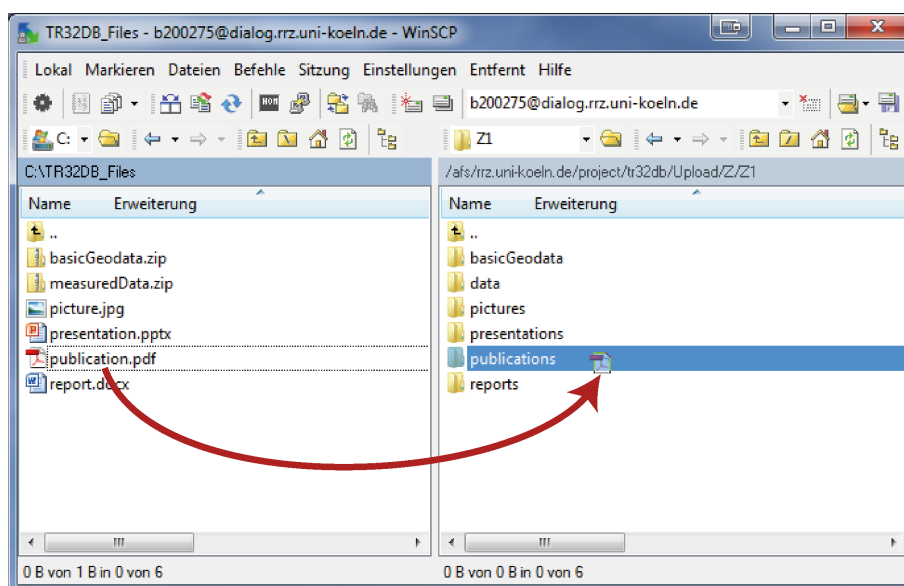 TR32DB_Files - b200275@dialog.rrz.uni-koeln.de - WinSCP
Lokal Markieren Dateien Befehle Sitzung Einstellungen Entfernt Hilfe
b200275@dialog.rrz.uni-koeln.de
C:
Z1
C:\TR32DB_Files
/afs/rrz.uni-koeln.de/project/tr32db/Upload/Z/Z1
Name Erweiterung
..
basicGeodata.zip
measuredData.zip
picture.jpg
presentation.pptx
publication.pdf
report.docx
0 B von 1 B in 0 von 6
Name Erweiterung
..
basicGeodata
data
pictures
presentations
publications
reports
0 B von 0 B in 0 von 6